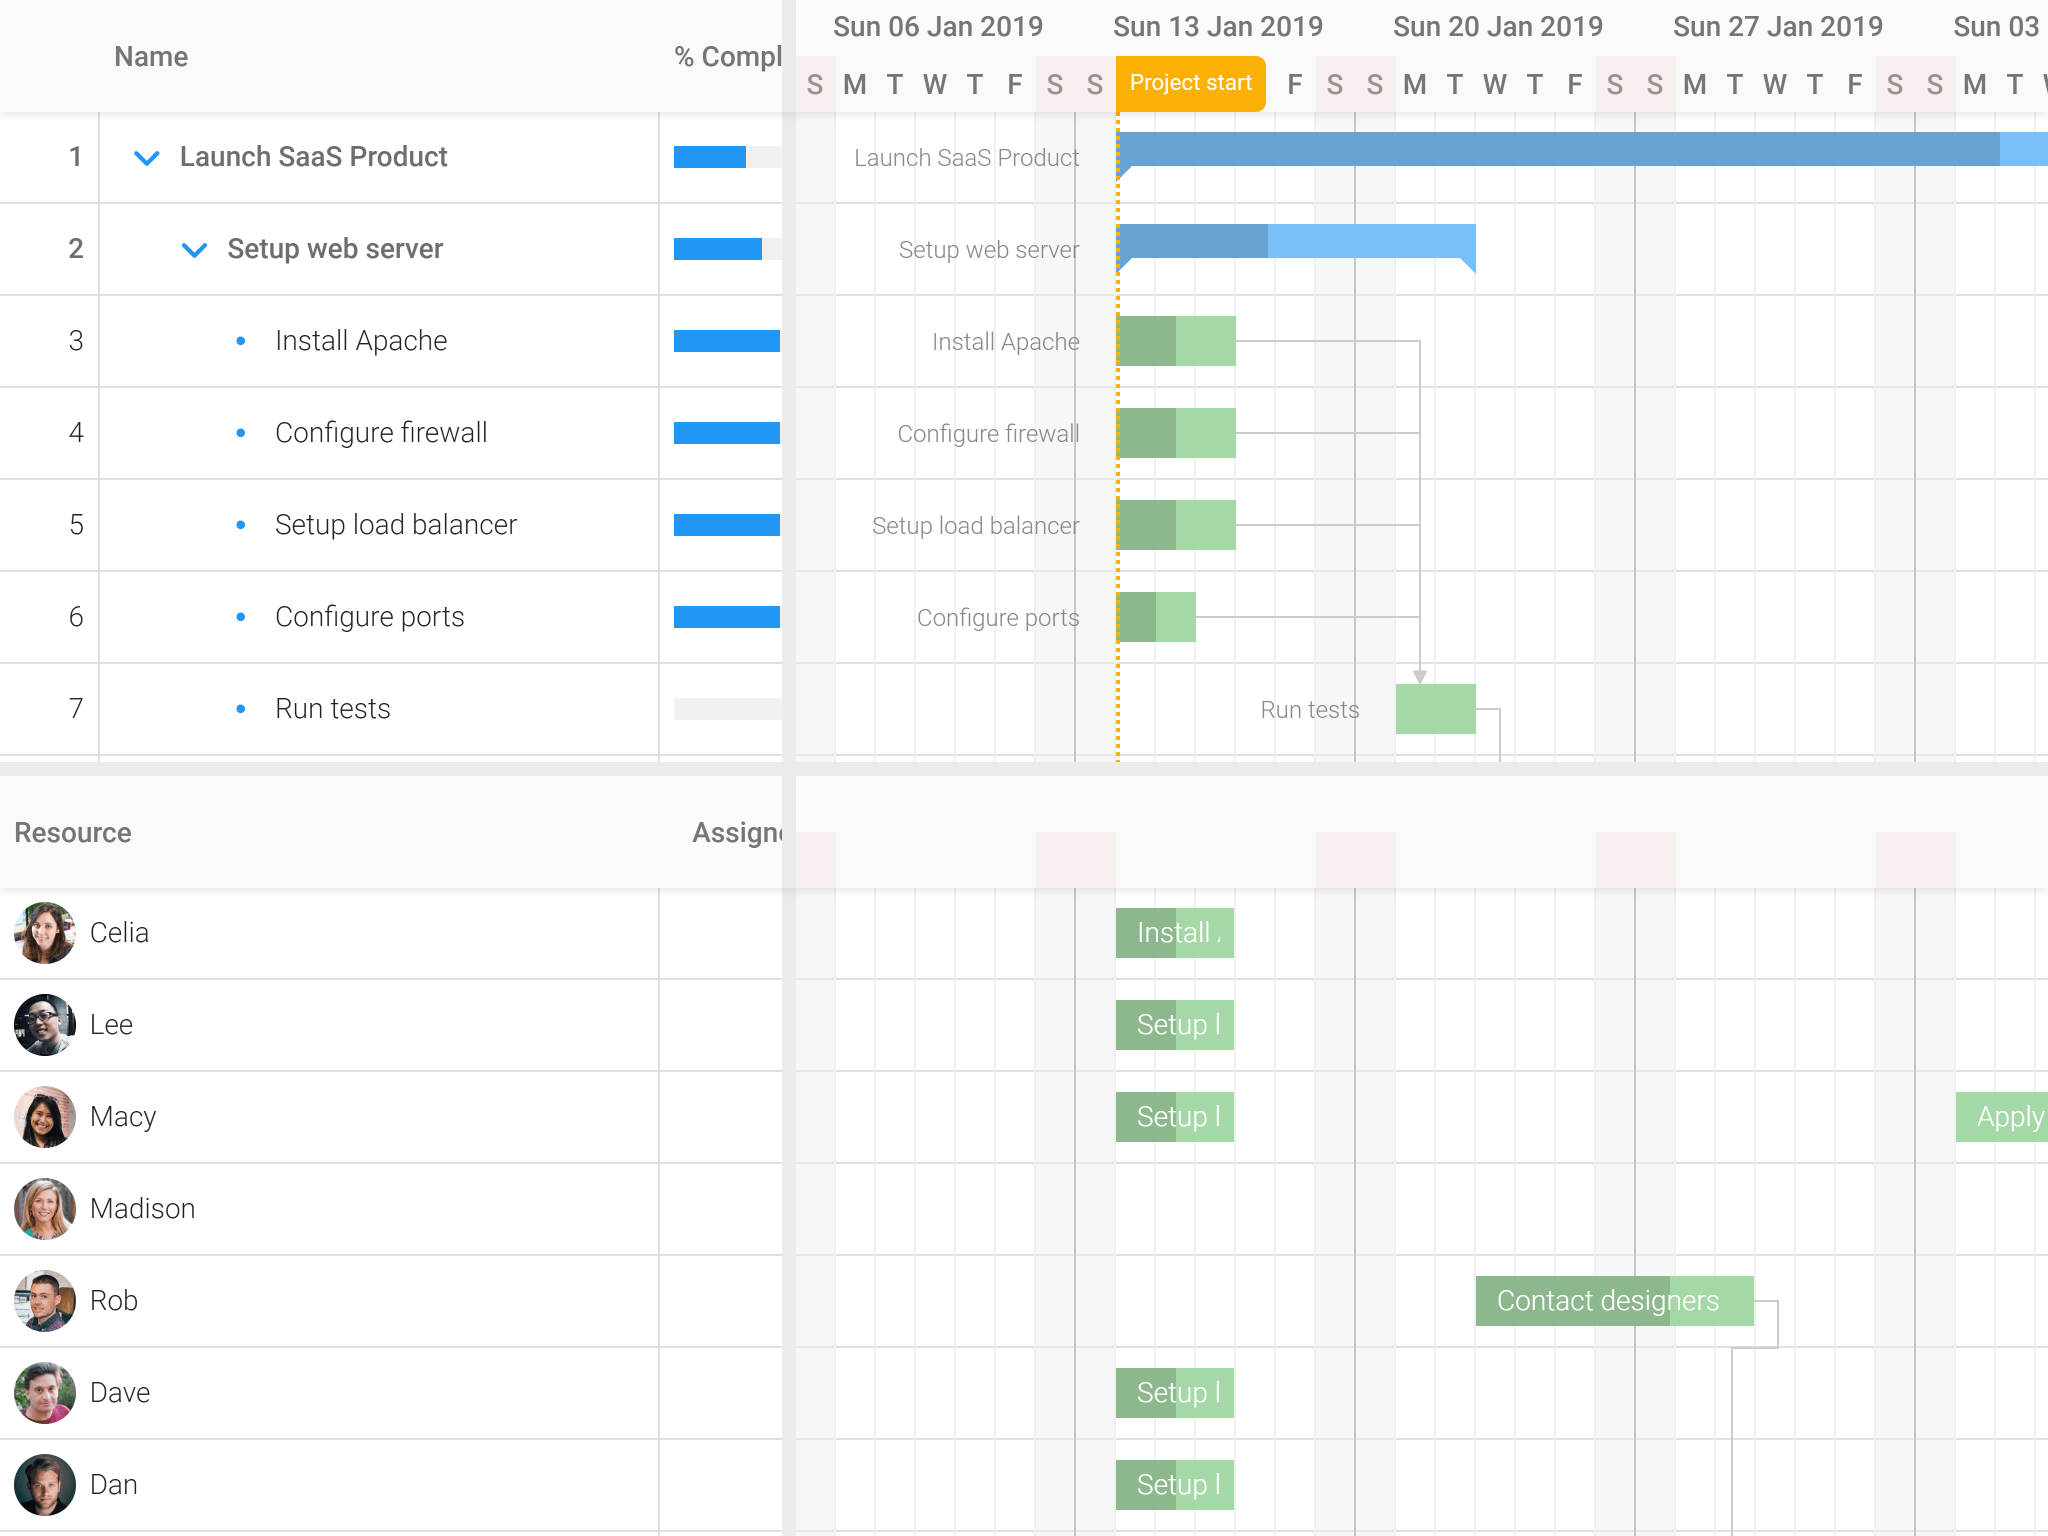 Name
% Compl
Sun 06 Jan 2019
Sun 13 Jan 2019
Sun 20 Jan 2019
Sun 27 Jan 2019
Sun 03
S M T W T F S S Project start F S S M T W T F S S M T W T F S S M T
1 Launch SaaS Product
Launch SaaS Product
2 Setup web server
Setup web server
3 Install Apache
Install Apache
4 Configure firewall
Configure firewall
5 Setup load balancer
Setup load balancer
6 Configure ports
Configure ports
7 Run tests
Run tests
Resource
Assigne
Celia
Install
Lee
Setup l
Macy
Setup l
Apply
Madison
Rob
Contact designers
Dave
Setup l
Dan
Setup l